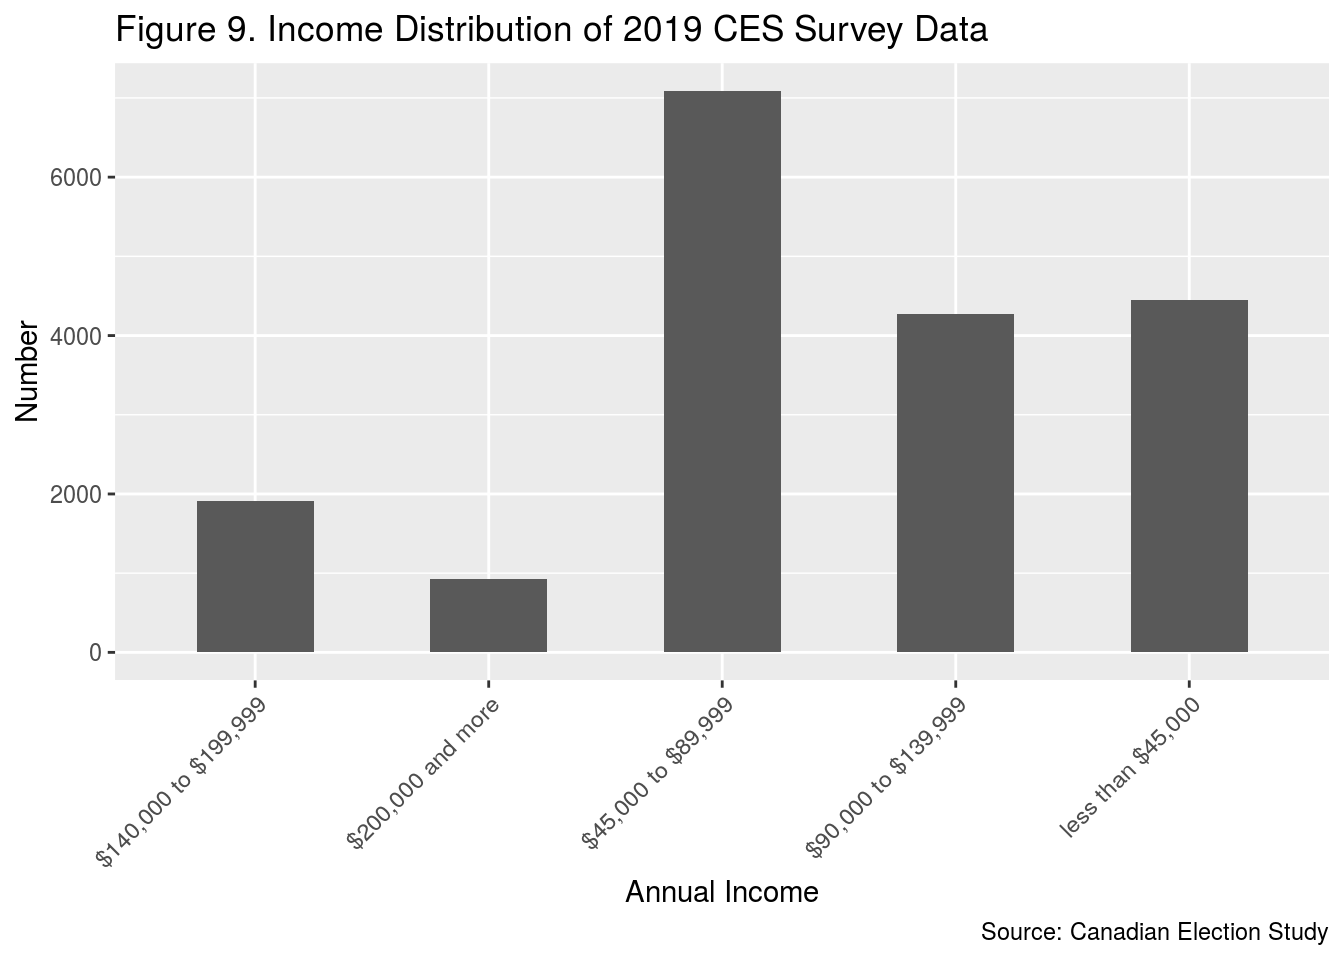 Figure 9. Income Distribution of 2019 CES Survey Data
Number
6000
4000
2000
0
$140,000 to $199,999
$200,000 and more
$45,000 to $89,999
$90,000 to $139,999
less than $45,000
Annual Income
Source: Canadian Election Study